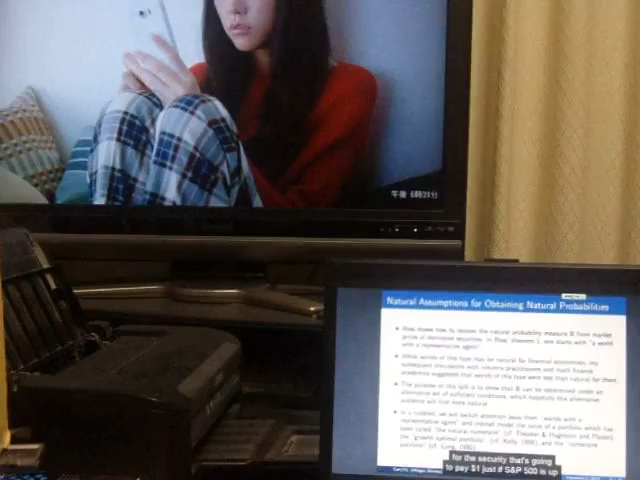 午後 6時39分
Natural Assumptions for Obtaining Natural Probabilities
Ross shows how to recover the natural probability measure R from market
prices of derivative securities. In Ross' theorem 1, one starts with "a world
with a representative agent"
While worlds of this type may be natural for financial economists, my
subsequent discussions with industry practitioners and math finance
academics suggested that worlds of this type were less than natural for them.
The purpose of this talk is to show that R can be determined under an
alternative set of sufficient conditions, which hopefully this alternative
audience will find more natural.
In a nutshell, we will switch attention away from "worlds with a
representative agent" and instead model the value of a portfolio which has
been called "the natural numeraire" (cf. Flesaker & Hughston and Platen),
the "growth optimal portfolio" (cf. Kelly, 1956), and the "numeraire
portfolio" (cf. Long, 1990)
for the security that's going
to pay $1 just if S&P 500 is up